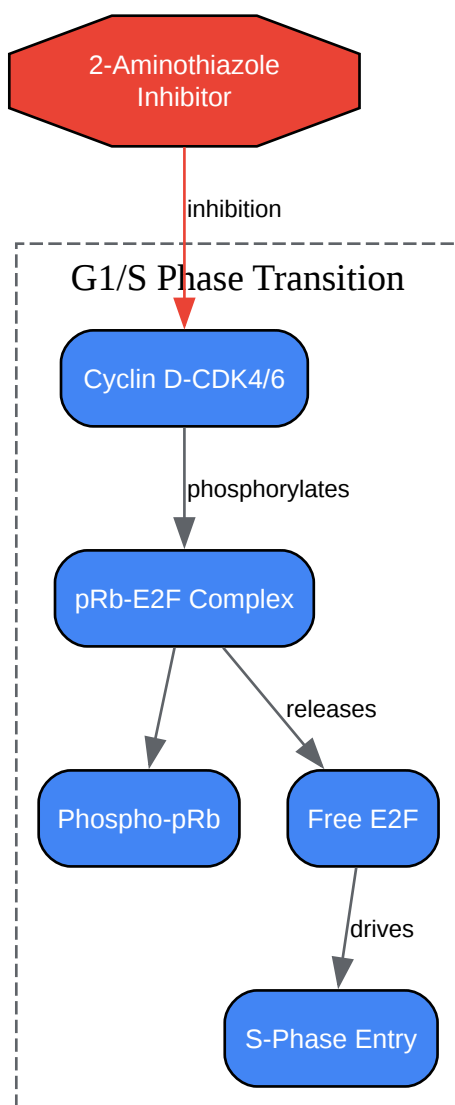 2-Aminothiazole
Inhibitor
inhibition
G1/S Phase Transition
Cyclin D-CDK4/6
phosphorylates
pRb-E2F Complex
releases
Phospho-pRb
Free E2F
drives
S-Phase Entry